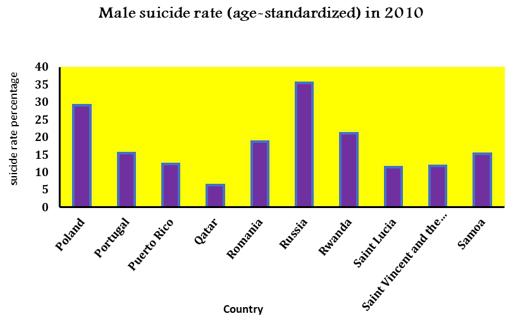 Male suicide rate (age-standardized) in 2010
suicide rate percentage
40
35
30
25
20
15
10
5
0
Poland
Portugal
Puerto Rico
Qatar
Romania
Russia
Rwanda
Saint Lucia
Saint Vincent and the...
Samoa
Country